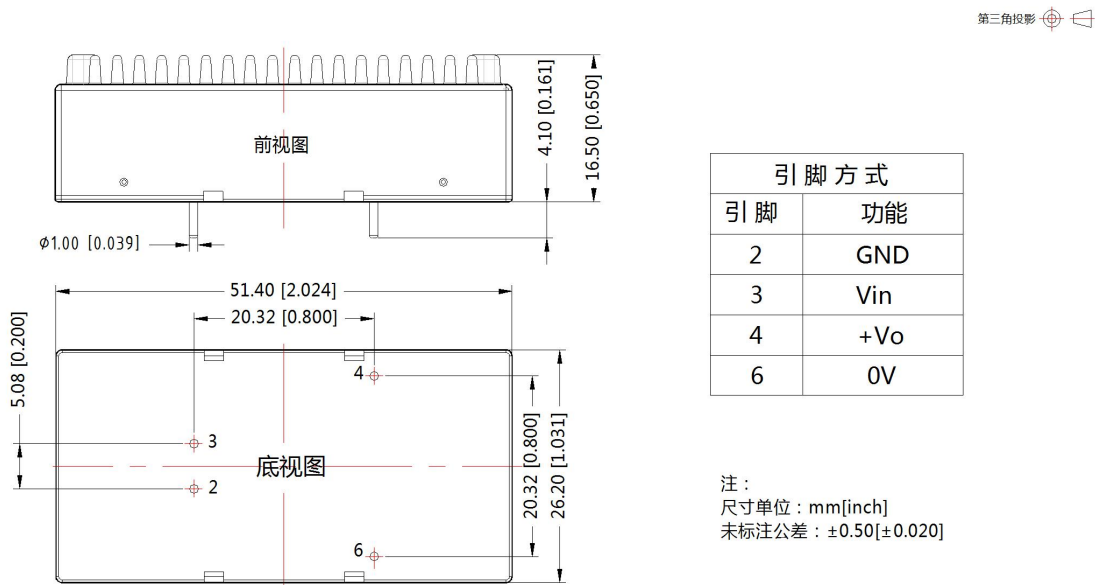 第三角投影
前视图
4.10 [0.161]
16.50 [0.650]
Φ1.00 [0.039]
51.40 [2.024]
20.32 [0.800]
5.08 [0.200]
4
3
底视图
2
6
20.32 [0.800]
26.20 [1.031]
引脚方式
引脚 功能
2 GND
3 Vin
4 +Vo
6 0V
注：
尺寸单位：mm[inch]
未标注公差：±0.50[±0.020]